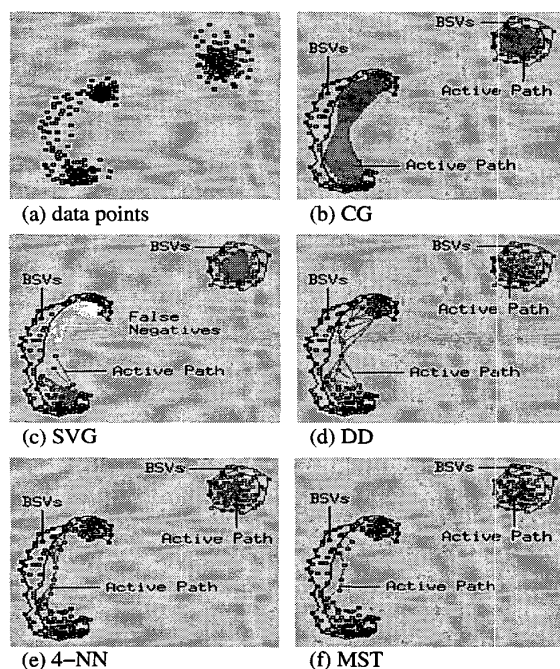 (a) data points
BSVs
BSVs
Active Path
Active Path
(b) CG
BSVs
BSVs
False
Negatives
Active Path
(c) SVG
BSVs
BSVs
Active Path
Active Path
(d) DD
BSVs
BSVs
Active Path
Active Path
(e) 4-NN
BSVs
BSVs
Active Path
Active Path
(f) MST